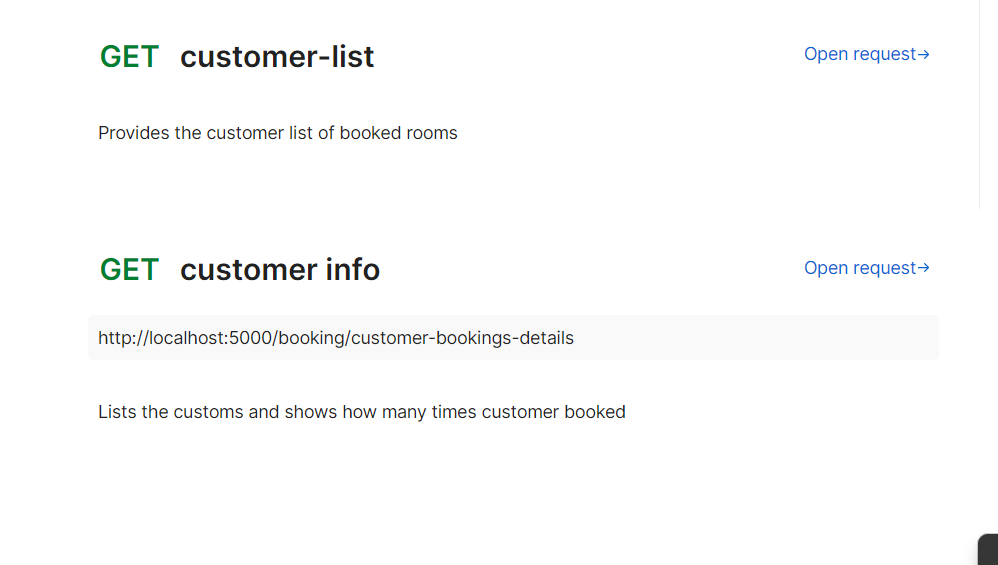 GET customer-list Open request→
Provides the customer list of booked rooms
GET customer info Open request→
http://localhost:5000/booking/customer-bookings-details
Lists the customs and shows how many times customer booked